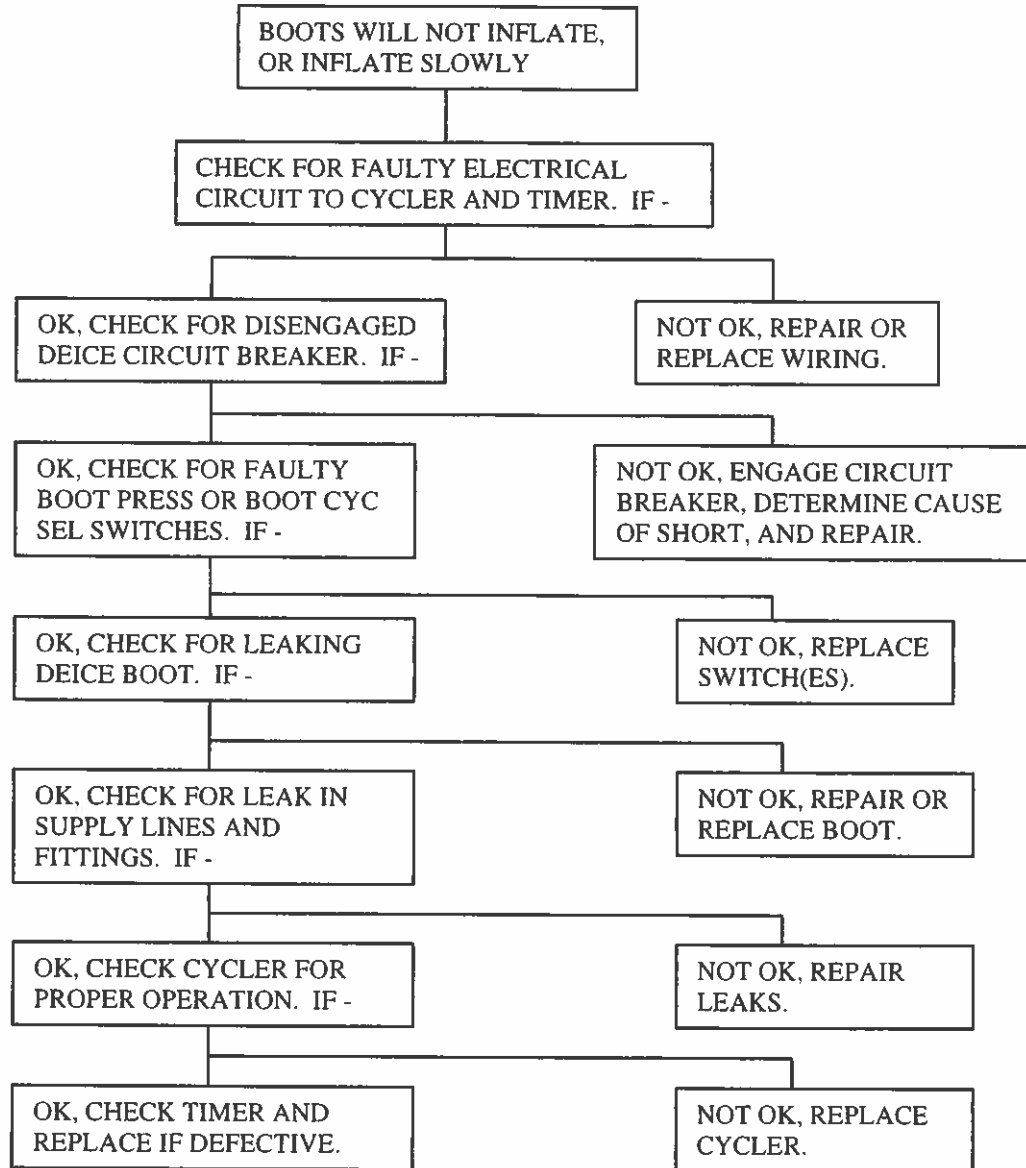 BOOTS WILL NOT INFLATE,
OR INFLATE SLOWLY
CHECK FOR FAULTY ELECTRICAL
CIRCUIT TO CYCLER AND TIMER. IF -
OK, CHECK FOR DISENGAGED
DEICE CIRCUIT BREAKER. IF -
NOT OK, REPAIR OR
REPLACE WIRING.
OK, CHECK FOR FAULTY
BOOT PRESS OR BOOT CYC
SEL SWITCHES. IF -
NOT OK, ENGAGE CIRCUIT
BREAKER, DETERMINE CAUSE
OF SHORT, AND REPAIR.
OK, CHECK FOR LEAKING
DEICE BOOT. IF -
NOT OK, REPLACE
SWITCH(ES).
OK, CHECK FOR LEAK IN
SUPPLY LINES AND
FITTINGS. IF -
NOT OK, REPAIR OR
REPLACE BOOT.
OK, CHECK CYCLER FOR
PROPER OPERATION. IF -
NOT OK, REPAIR
LEAKS.
OK, CHECK TIMER AND
REPLACE IF DEFECTIVE.
NOT OK, REPLACE
CYCLER.